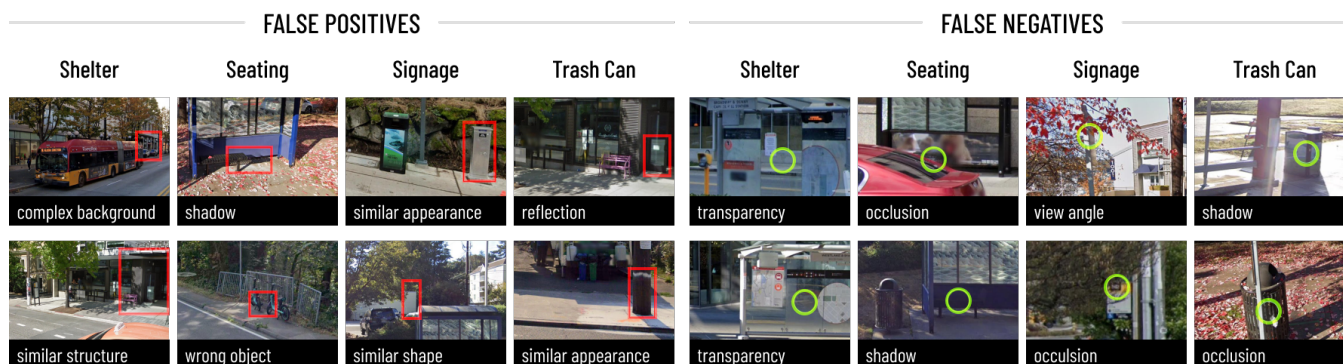 FALSE POSITIVES
FALSE NEGATIVES
Shelter
Seating
Signage
Trash Can
Shelter
Seating
Signage
Trash Can
complex background
shadow
similar appearance
reflection
transparency
occlusion
view angle
shadow
similar structure
wrong object
similar shape
similar appearance
transparency
shadow
occulsion
occlusion